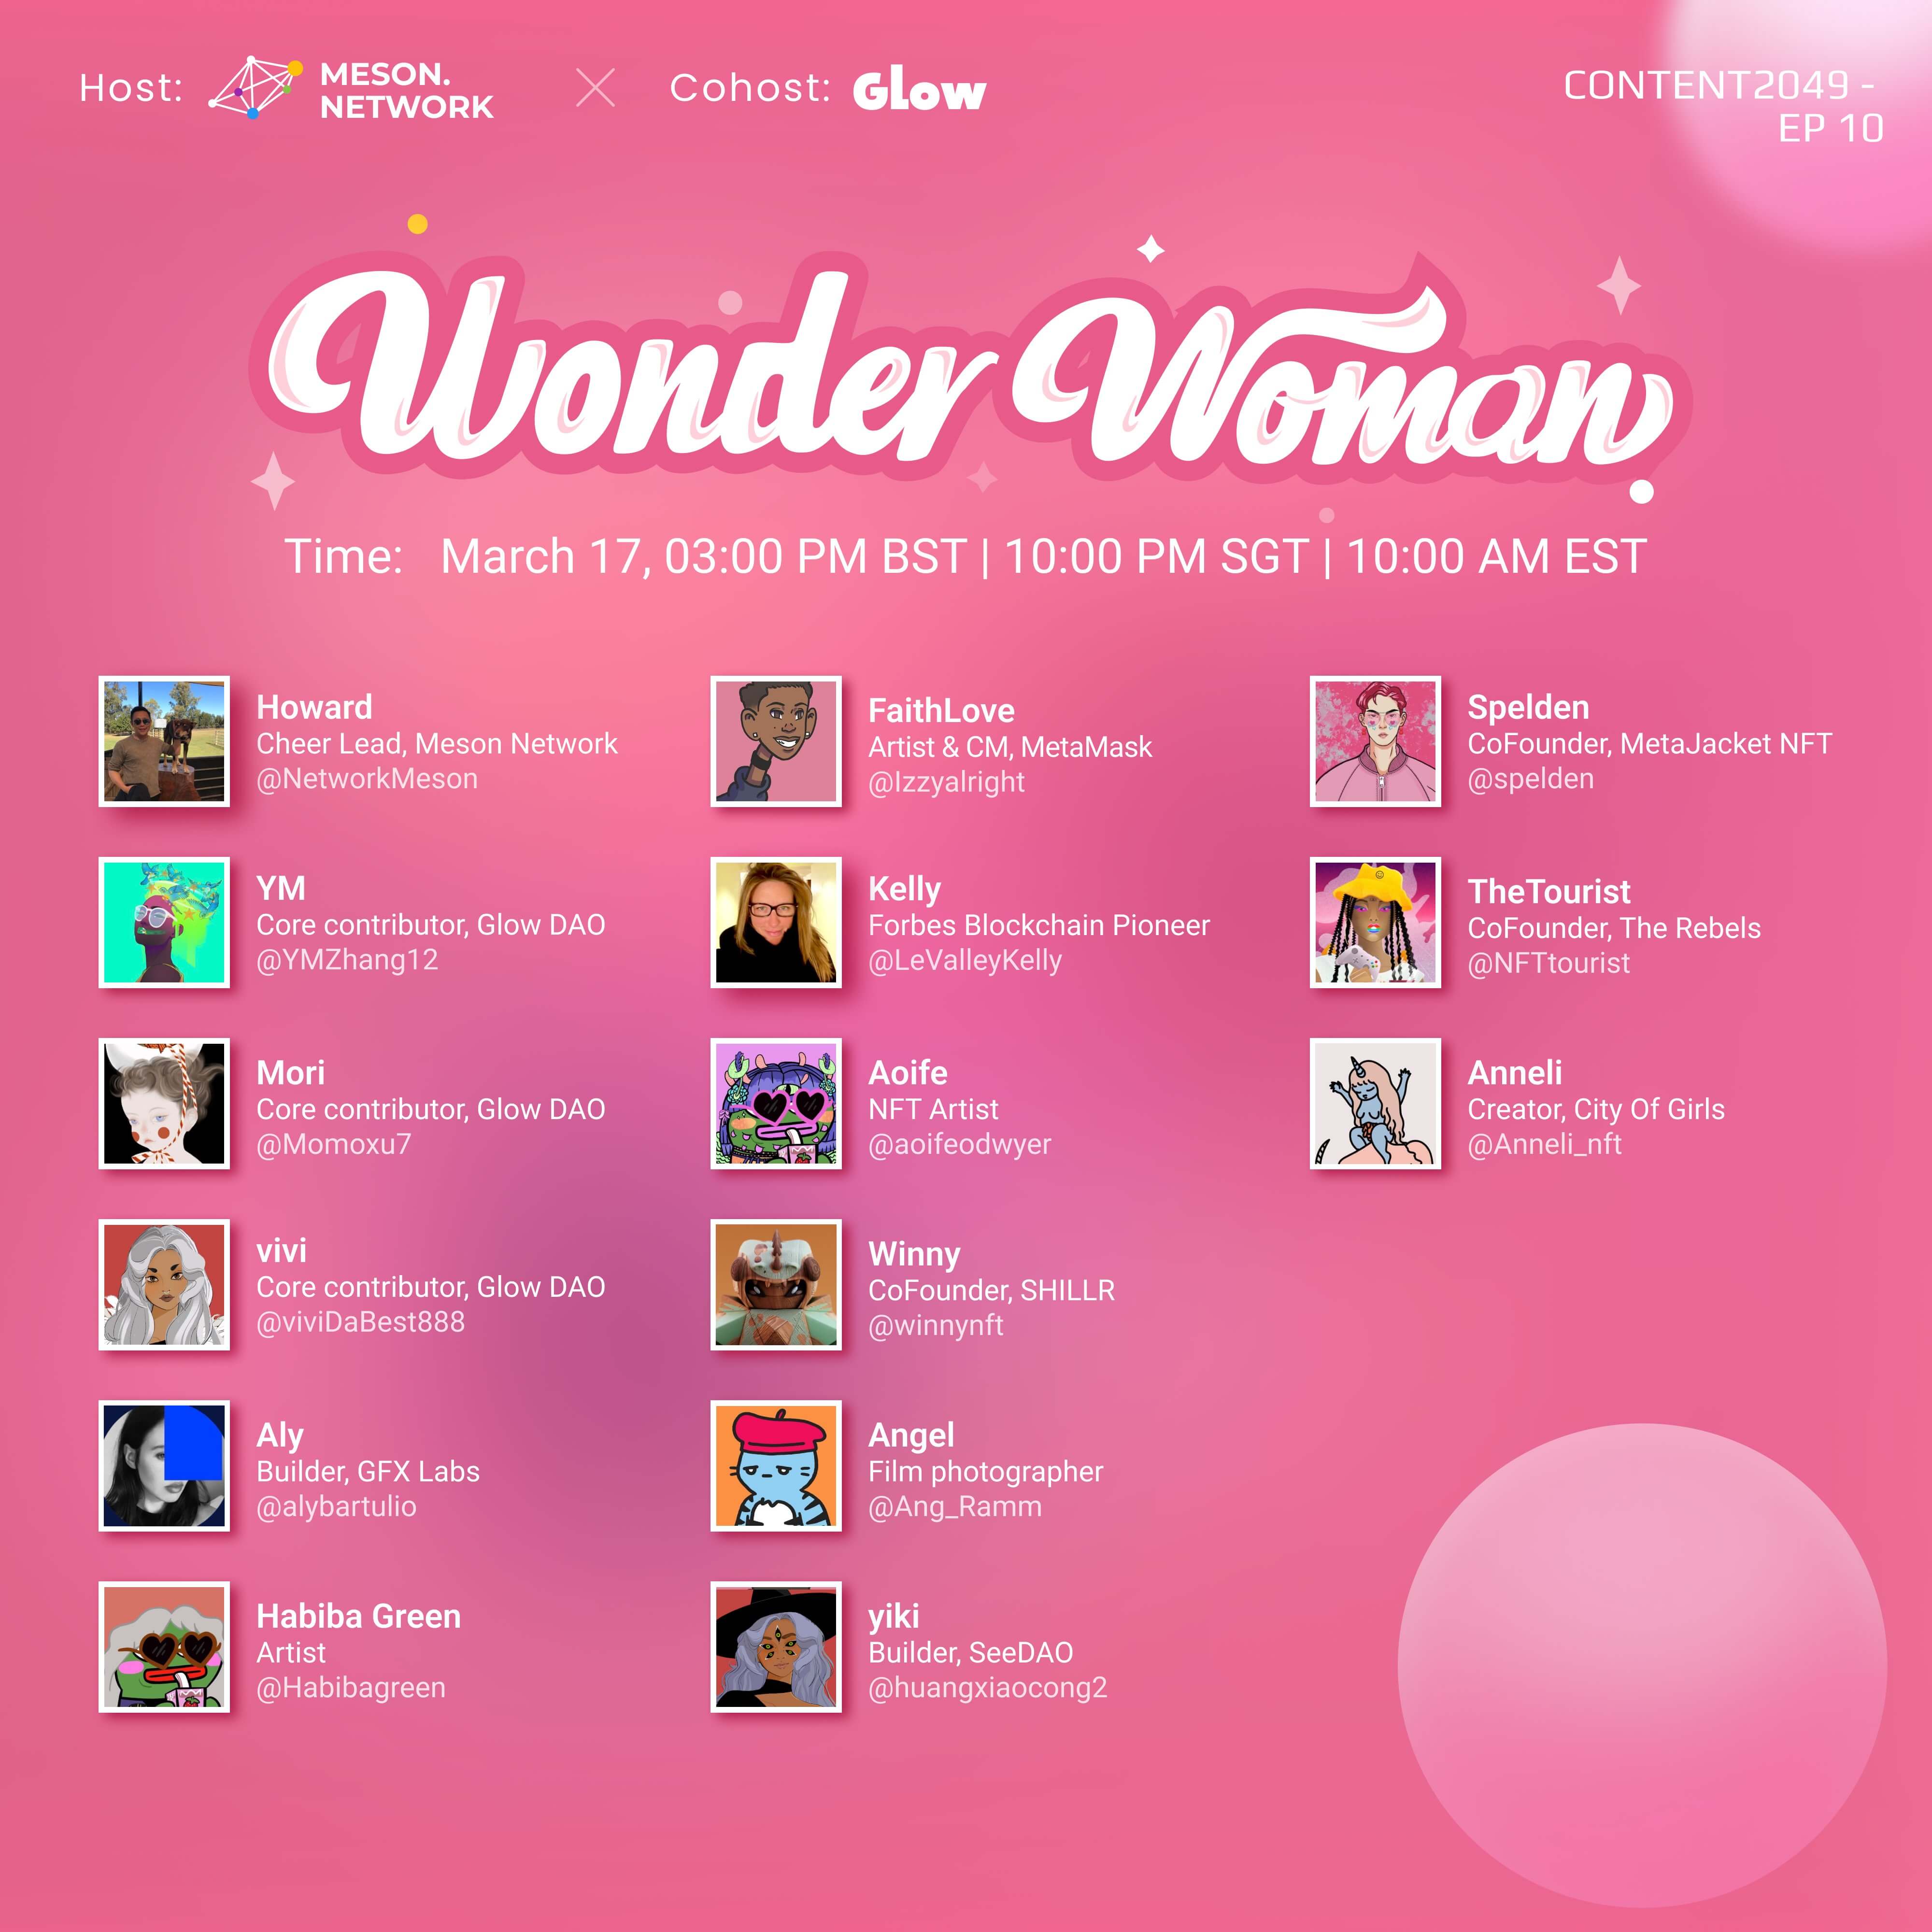 Host: MESON. NETWORK
Cohost: Glow
CONTENT2049 -
EP 10
Wonder Woman
Time: March 17, 03:00 PM BST | 10:00 PM SGT | 10:00 AM EST
Howard
Cheer Lead, Meson Network
@NetworkMeson
YM
Core contributor, Glow DAO
@YMZhang12
Mori
Core contributor, Glow DAO
@Momoxu7
vivi
Core contributor, Glow DAO
@viviDaBest888
Aly
Builder, GFX Labs
@alybartulio
Habiba Green
Artist
@Habibagreen
FaithLove
Artist & CM, MetaMask
@Izzyalright
Kelly
Forbes Blockchain Pioneer
@LeValleyKelly
Aoife
NFT Artist
@aoifeodwyer
Winny
CoFounder, SHILLR
@winnynft
Angel
Film photographer
@Ang_Ramm
yiki
Builder, SeeDAO
@huangxiaocong2
Spelden
CoFounder, MetaJacket NFT
@spelden
TheTourist
CoFounder, The Rebels
@NFTtourist
Anneli
Creator, City Of Girls
@Anneli_nft